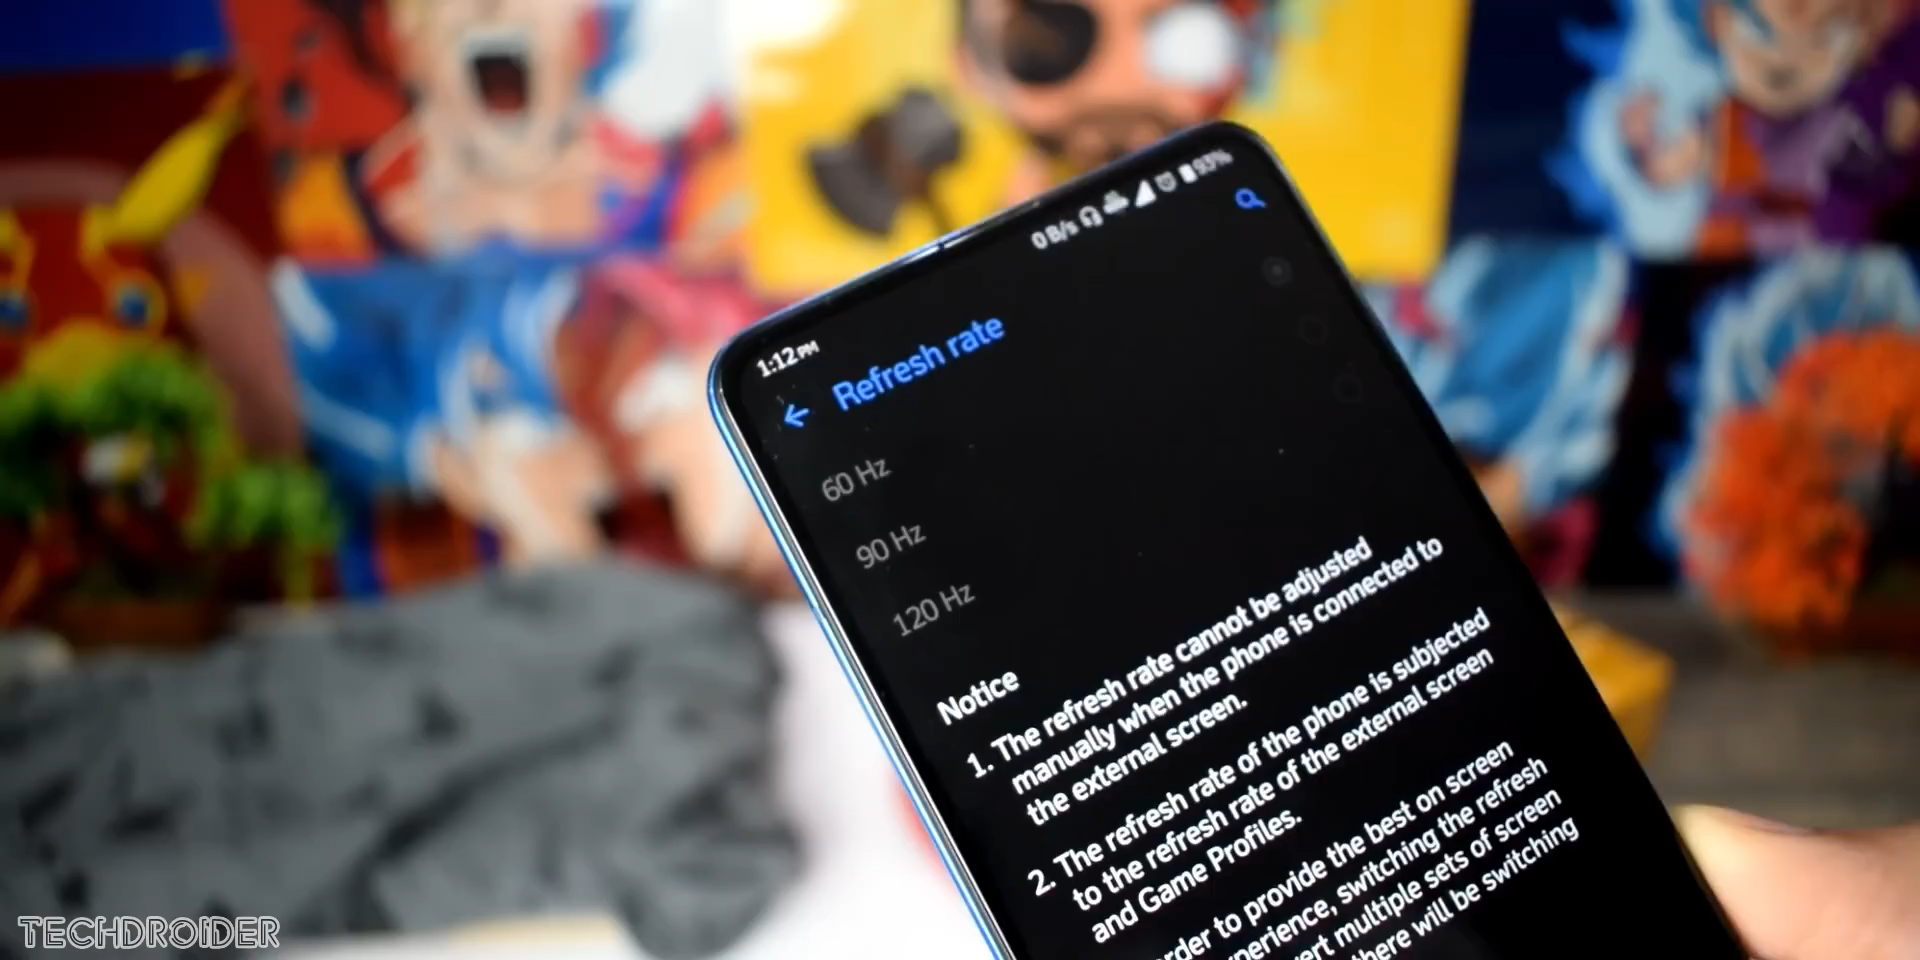 1:12 PM 0 B/s 93%
Refresh rate
60 Hz
90 Hz
120 Hz
Notice
1. The refresh rate cannot be adjusted
manually when the phone is connected to
the external screen.
2. The refresh rate of the phone is subjected
to the refresh rate of the external screen
and Game Profiles.
order to provide the best on screen
perience, switching the refresh
vert multiple sets of screen
there will be switching
TECHDROIDER